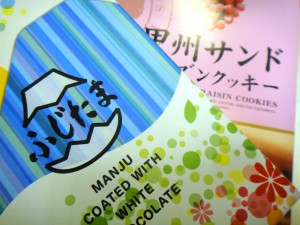 ふじたま
MANJU
COATED WITH
WHITE
CHOCOLATE
甲州サンド
ズンクッキー
RAISIN COOKIES